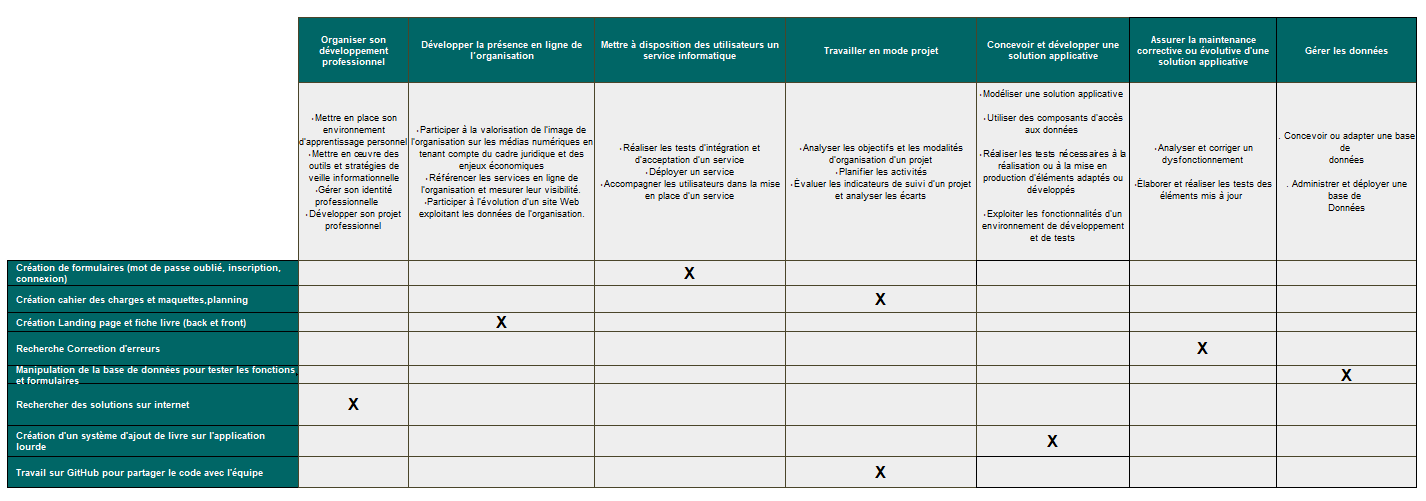 Organiser son
développement
professionnel
Développer la présence en ligne de
l'organisation
Mettre à disposition des utilisateurs un
service informatique
Travailler en mode projet
Concevoir et développer une
solution applicative
Assurer la maintenance
corrective ou évolutive d'une
solution applicative
Gérer les données
•Mettre en place son
environnement
d'apprentissage personnel
•Mettre en œuvre des
outils et stratégies de
veille informationnelle
•Gérer son identité
professionnelle
•Développer son projet
professionnel
•Participer à la valorisation de l'image de
l'organisation sur les médias numériques en
tenant compte du cadre juridique et des
enjeux économiques
•Référencer les services en ligne de
l'organisation et mesurer leur visibilité.
•Participer à l'évolution d'un site Web
exploitant les données de l'organisation.
•Réaliser les tests d'intégration et
d'acceptation d'un service
•Déployer un service
•Accompagner les utilisateurs dans la mise
en place d'un service
•Analyser les objectifs et les modalités
d'organisation d'un projet
•Planifier les activités
•Évaluer les indicateurs de suivi d'un projet
et analyser les écarts
•Modéliser une solution applicative
•Utiliser des composants d'accès
aux données
•Réaliser les tests nécessaires à la
réalisation ou à la mise en
production d'éléments adaptés ou
développés
•Exploiter les fonctionnalités d'un
environnement de développement
et de tests
•Analyser et corriger un
dysfonctionnement
•Élaborer et réaliser les tests des
éléments mis à jour
. Concevoir ou adapter une base
de
données
. Administrer et déployer une
base de
Données
Création de formulaires (mot de passe oublié, inscription,
connexion)
X
Création cahier des charges et maquettes,planning
X
Création Landing page et fiche livre (back et front)
X
Recherche Correction d'erreurs
X
Manipulation de la base de données pour tester les fonctions
et formulaires
X
Rechercher des solutions sur internet
X
Création d'un système d'ajout de livre sur l'application
lourde
X
Travail sur GitHub pour partager le code avec l'équipe
X